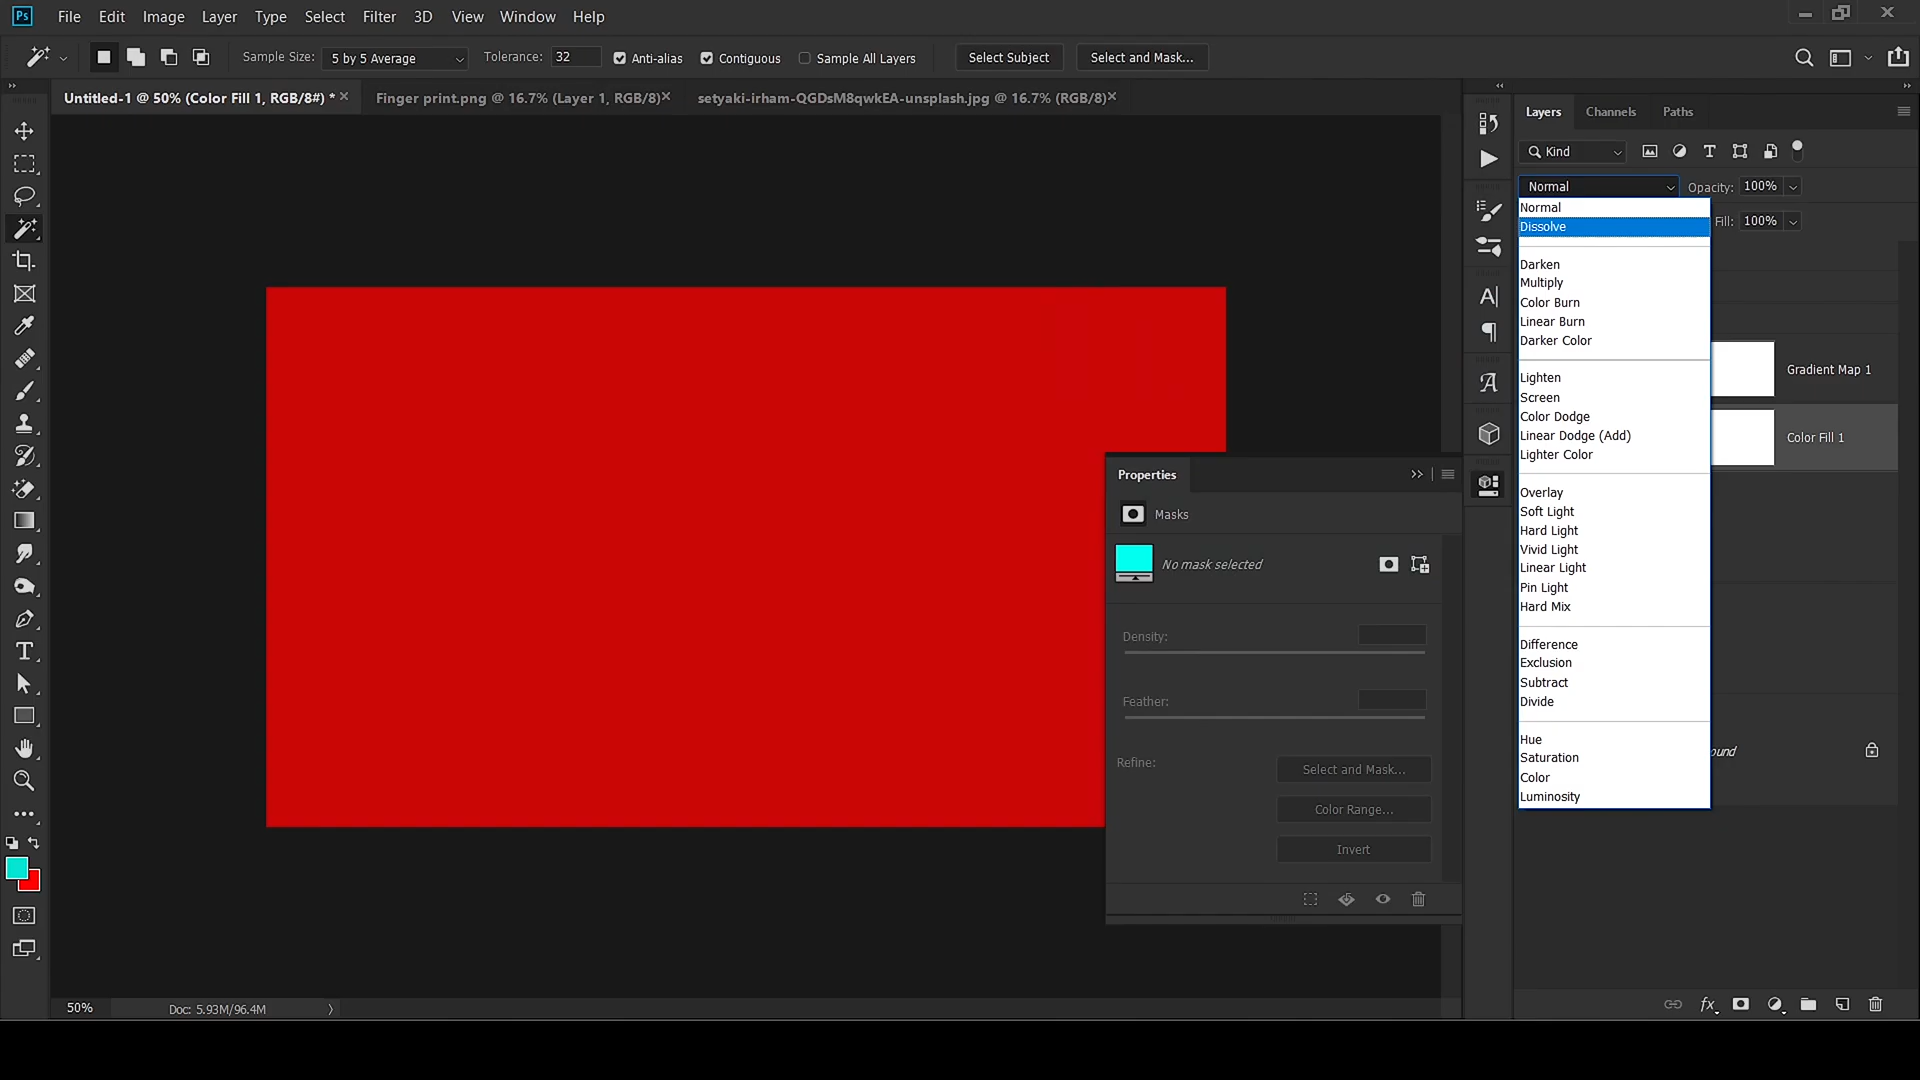 Ps File Edit Image Layer Type Select Filter 3D View Window Help
Sample Size: 5 by 5 Average Tolerance: 32 Anti-alias Contiguous Sample All Layers Select Subject Select and Mask...
Untitled-1 @ 50% (Color Fill 1, RGB/8#) * Finger print.png @ 16.7% (Layer 1, RGB/8) setyaki-irham-QGDsM8qwkEA-unsplash.jpg @ 16.7% (RGB/8)
Layers Channels Paths
Kind
Normal Opacity: 100%
Normal
Dissolve Fill: 100%
Darken
Multiply
Color Burn
Linear Burn
Darker Color
Gradient Map 1
Lighten
Screen
Color Dodge
Linear Dodge (Add)
Color Fill 1
Lighter Color
Overlay
Soft Light
Hard Light
Vivid Light
Linear Light
Pin Light
Hard Mix
Difference
Exclusion
Subtract
Divide
Hue
Saturation
Color
Luminosity
ound
Properties
Masks
No mask selected
Density:
Feather:
Refine: Select and Mask...
Color Range...
Invert
fx
50% Doc: 5.93M/96.4M